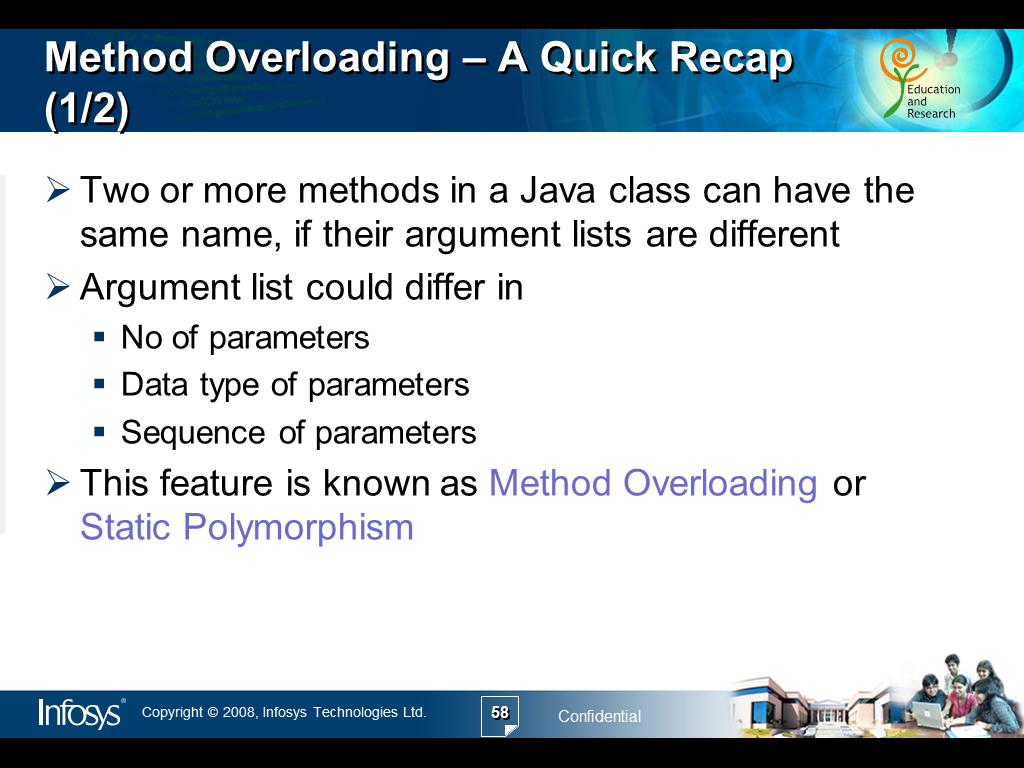 Method Overloading – A Quick Recap
(1/2)
Education
and
Research
Two or more methods in a Java class can have the
same name, if their argument lists are different
Argument list could differ in
No of parameters
Data type of parameters
Sequence of parameters
This feature is known as Method Overloading or
Static Polymorphism
Infosys® Copyright © 2008, Infosys Technologies Ltd. 58 Confidential